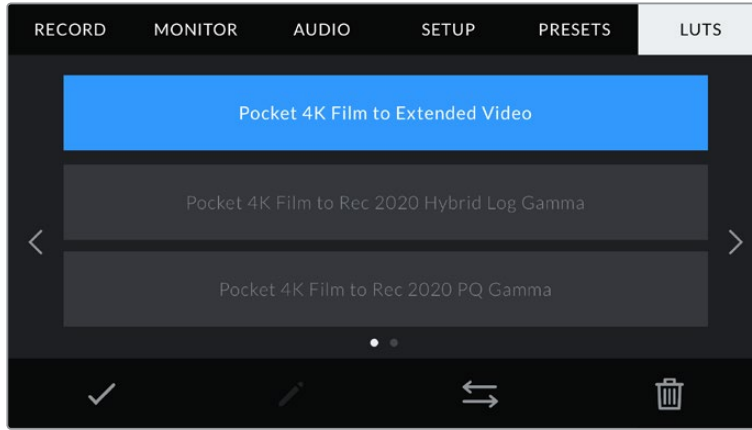 RECORD MONITOR AUDIO SETUP PRESETS LUTS
Pocket 4K Film to Extended Video
Pocket 4K Film to Rec 2020 Hybrid Log Gamma
Pocket 4K Film to Rec 2020 PQ Gamma